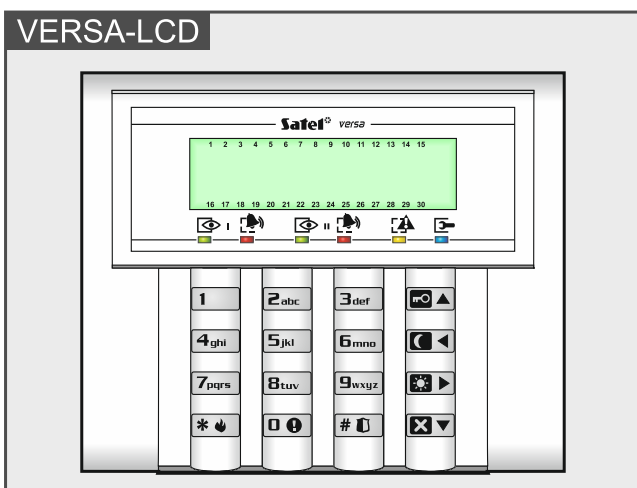 VERSA-LCD
Satel versa
1 2 3 4 5 6 7 8 9 10 11 12 13 14 15
16 17 18 19 20 21 22 23 24 25 26 27 28 29 30
I II
1 2abc 3def
4ghi 5jkl 6mno
7pqrs 8tuv 9wxyz
* 0 #